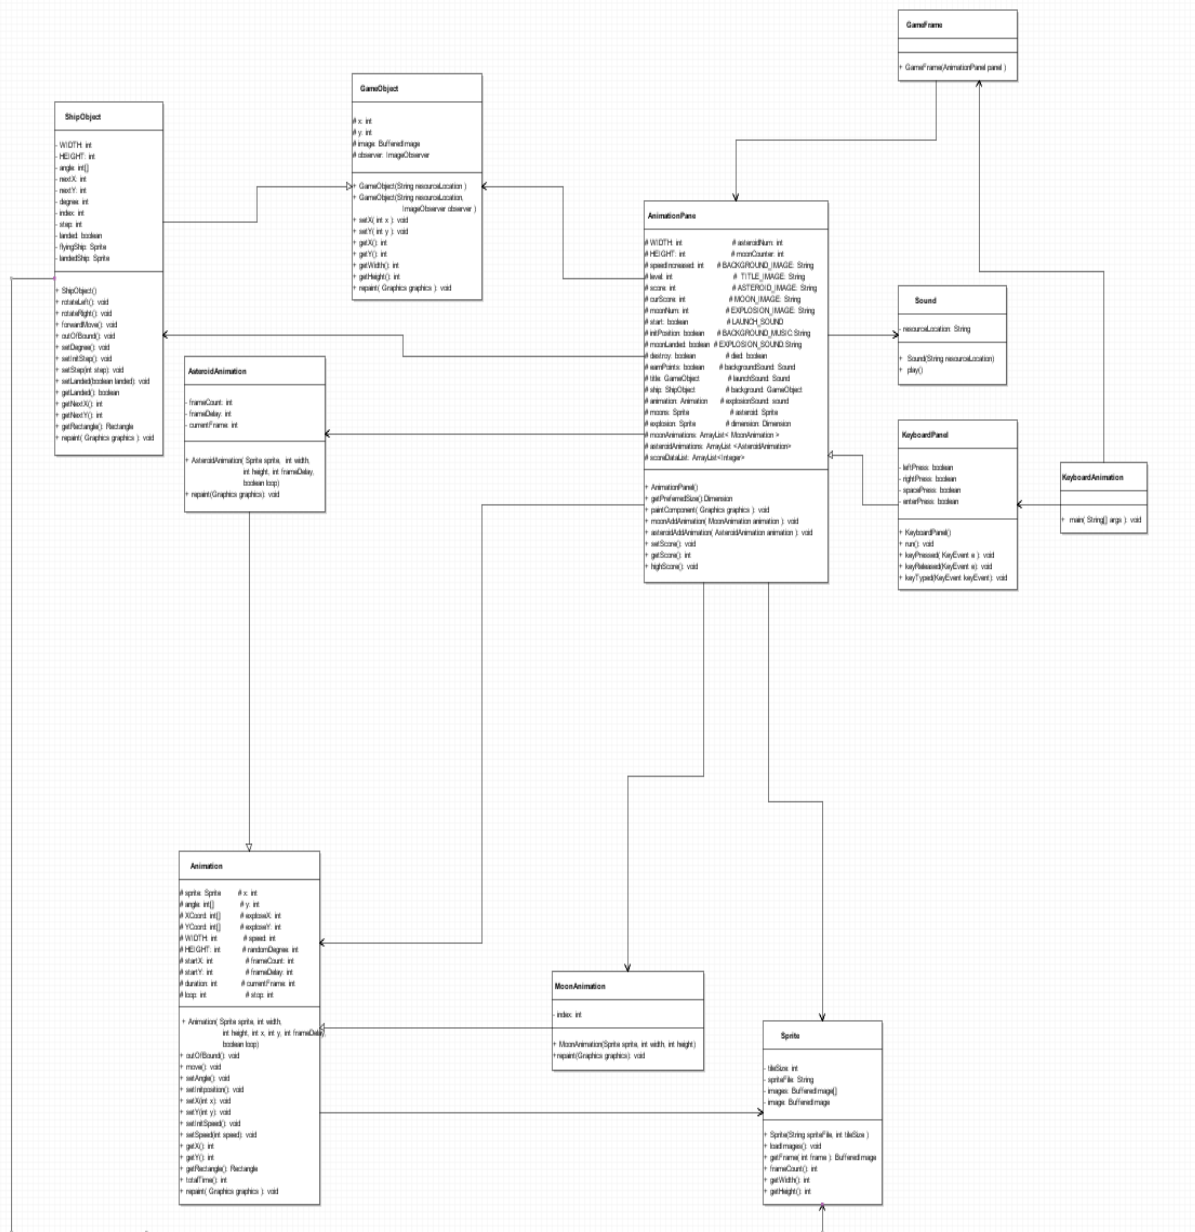 GameFrame
+ GameFrame(AnimationPanel panel )
GameObject
# x: int
# y: int
# image: BufferedImage
# observer: ImageObserver
+ GameObject(String resourceLocation )
+ GameObject(String resourceLocation,
ImageObserver observer )
+ setX( int x ): void
+ setY( int y ): void
+ getX(): int
+ getY(): int
+ getWidth(): int
+ getHeight(): int
+ repaint( Graphics graphics ): void
ShipObject
- WIDTH: int
- HEIGHT: int
- angle: int[]
- nextX: int
- nextY: int
- degree: int
- index: int
- step: int
- landed: boolean
- flyingShip: Sprite
- landedShip: Sprite
+ ShipObject()
+ rotateLeft(): void
+ rotateRight(): void
+ forwardMove(): void
+ outOfBound(): void
+ setDegree(): void
+ setInitStep(): void
+ setStep(int step): void
+ setLanded(boolean landed): void
+ getLanded(): boolean
+ getNextX(): int
+ getNextY(): int
+ getRectangle(): Rectangle
+ repaint( Graphics graphics ): void
AnimationPane
# WIDTH: int # asteroidNum: int
# HEIGHT: int # moonCounter: int
# speedIncreased: int # BACKGROUND_IMAGE: String
# level: int # TITLE_IMAGE: String
# score: int # ASTEROID_IMAGE: String
# curScore: int # MOON_IMAGE: String
# moonNum: int # EXPLOSION_IMAGE: String
# start: boolean # LAUNCH_SOUND
# initPosition: boolean # BACKGROUND_MUSIC:String
# moonLanded: boolean # EXPLOSION_SOUND:String
# destroy: boolean # died: boolean
# earnPoints: boolean # backgroundSound: Sound
# title: GameObject # launchSound: Sound
# ship: ShipObject # background: GameObject
# animation: Animation # explosionSound: sound
# moons: Sprite # asteroid: Sprite
# explosion: Sprite # dimension: Dimension
# moonAnimations: ArrayList< MoonAnimation >
# asteroidAnimations: ArrayList <AsteroidAnimation>
# scoreDataList: ArrayList<Integer>
+ AnimationPanel()
+ getPreferredSize():Dimension
+ paintComponent( Graphics graphics ): void
+ moonAddAnimation( MoonAnimation animation ): void
+ asteroidAddAnimation( AsteroidAnimation animation ): void
+ setScore(): void
+ getScore(): int
+ highScore(): void
Sound
- resourceLocation: String
+ Sound(String resourceLocation)
+ play()
AsteroidAnimation
- frameCount: int
- frameDelay: int
- currentFrame: int
+ AsteroidAnimation( Sprite sprite, int width,
int height, int frameDelay,
boolean loop)
+ repaint(Graphics graphics): void
KeyboardPanel
- leftPress: boolean
- rightPress: boolean
- spacePress: boolean
- enterPress: boolean
+ KeyboardPanel()
+ run(): void
+ keyPressed( KeyEvent e ): void
+ keyReleased(KeyEvent e): void
+ keyTyped(KeyEvent keyEvent): void
KeyboardAnimation
+ main( String[] args ): void
Animation
# sprite: Sprite # x: int
# angle: int[] # y: int
# XCoord: int[] # explodeX: int
# YCoord: int[] # explodeY: int
# WIDTH: int # speed: int
# HEIGHT: int # randomDegree: int
# startX: int # frameCount: int
# startY: int # frameDelay: int
# duration: int # currentFrame: int
# loop: int # stop: int
+ Animation( Sprite sprite, int width,
int height, int x, int y, int frameDelay,
boolean loop)
+ outOfBound(): void
+ move(): void
+ setAngle(): void
+ setInitposition(): void
+ setX(int x): void
+ setY(int y): void
+ setInitSpeed(): void
+ setSpeed(int speed): void
+ getX(): int
+ getY(): int
+ getRectangle(): Rectangle
+ totalTime(): int
+ repaint( Graphics graphics ): void
MoonAnimation
- index: int
+ MoonAnimation(Sprite sprite, int width, int height)
+repaint(Graphics graphics): void
Sprite
- tileSize: int
- spriteFile: String
- images: BufferedImage[]
- image: BufferedImage
+ Sprite(String spriteFile, int tileSize )
+ loadImages(): void
+ getFrame( int frame ): BufferedImage
+ frameCount(): int
+ getWidth(): int
+ getHeight(): int